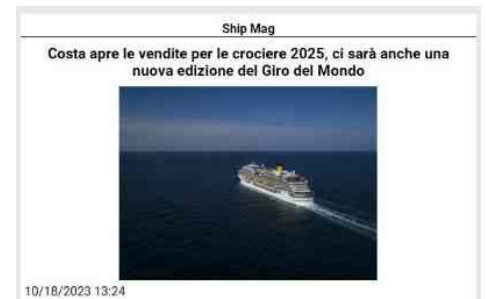 Ship Mag
Costa apre le vendite per le crociere 2025, ci sarà anche una
nuova edizione del Giro del Mondo
10/18/2023 13:24